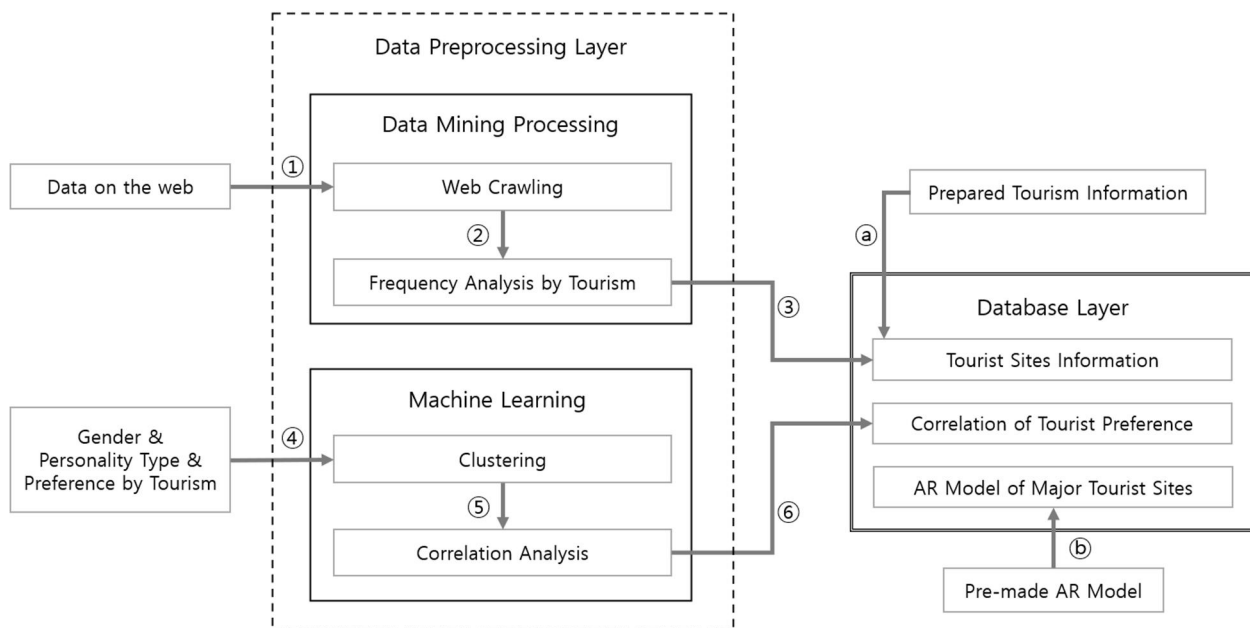 Data Preprocessing Layer
Data Mining Processing
①
Data on the web
Web Crawling
②
Frequency Analysis by Tourism
③
Machine Learning
Gender &
Personality Type &
Preference by Tourism
④
Clustering
⑤
Correlation Analysis
⑥
Prepared Tourism Information
ⓐ
Database Layer
Tourist Sites Information
Correlation of Tourist Preference
AR Model of Major Tourist Sites
ⓑ
Pre-made AR Model